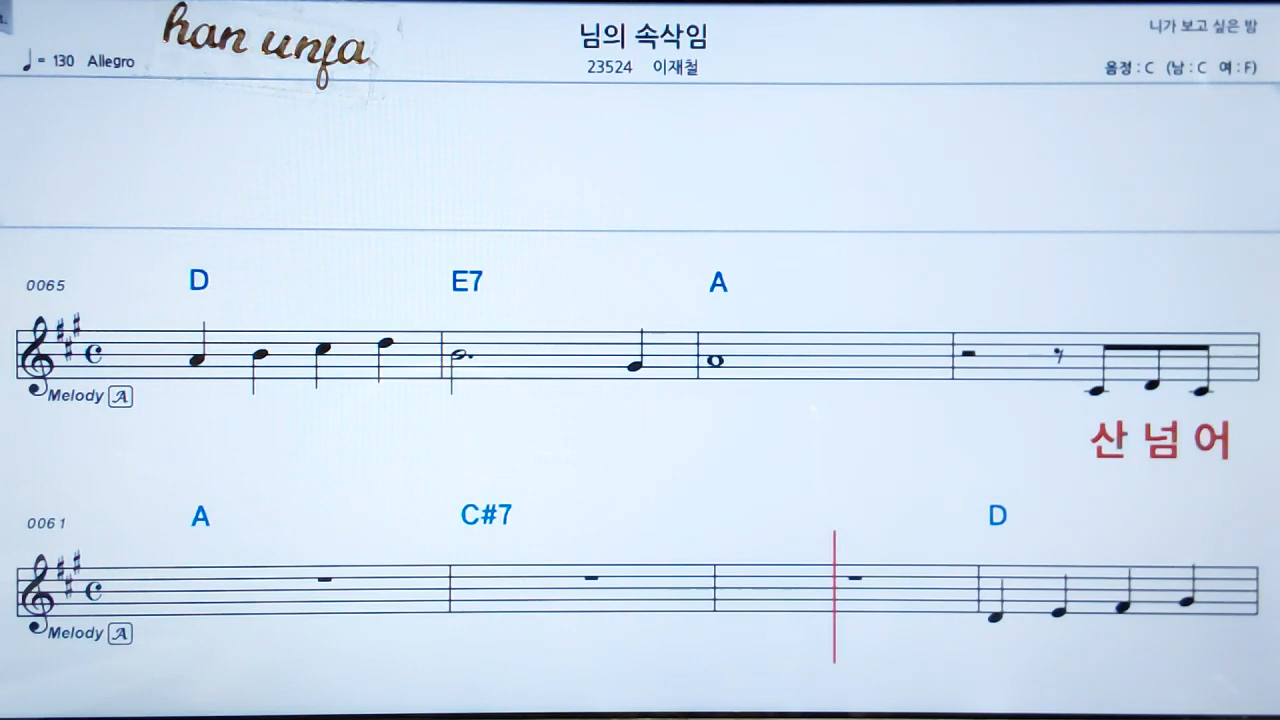 han unfa
님의 속삭임
니가 보고 싶은 밤
♩= 130 Allegro
23524 이재철
음정 : C (남 : C 여 : F)
D E7 A
0065
Melody A
산 넘 어
A C#7 D
0061
Melody A